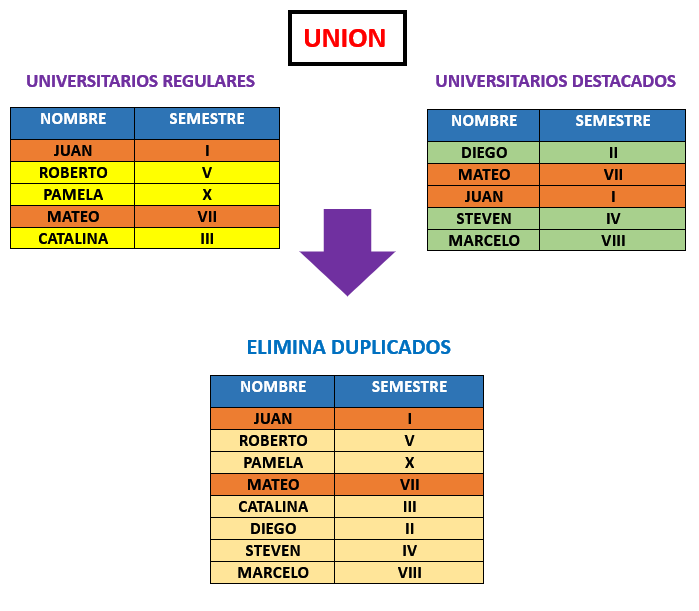 UNION
UNIVERSITARIOS REGULARES
NOMBRE SEMESTRE
JUAN I
ROBERTO V
PAMELA X
MATEO VII
CATALINA III
UNIVERSITARIOS DESTACADOS
NOMBRE SEMESTRE
DIEGO II
MATEO VII
JUAN I
STEVEN IV
MARCELO VIII
ELIMINA DUPLICADOS
NOMBRE SEMESTRE
JUAN I
ROBERTO V
PAMELA X
MATEO VII
CATALINA III
DIEGO II
STEVEN IV
MARCELO VIII